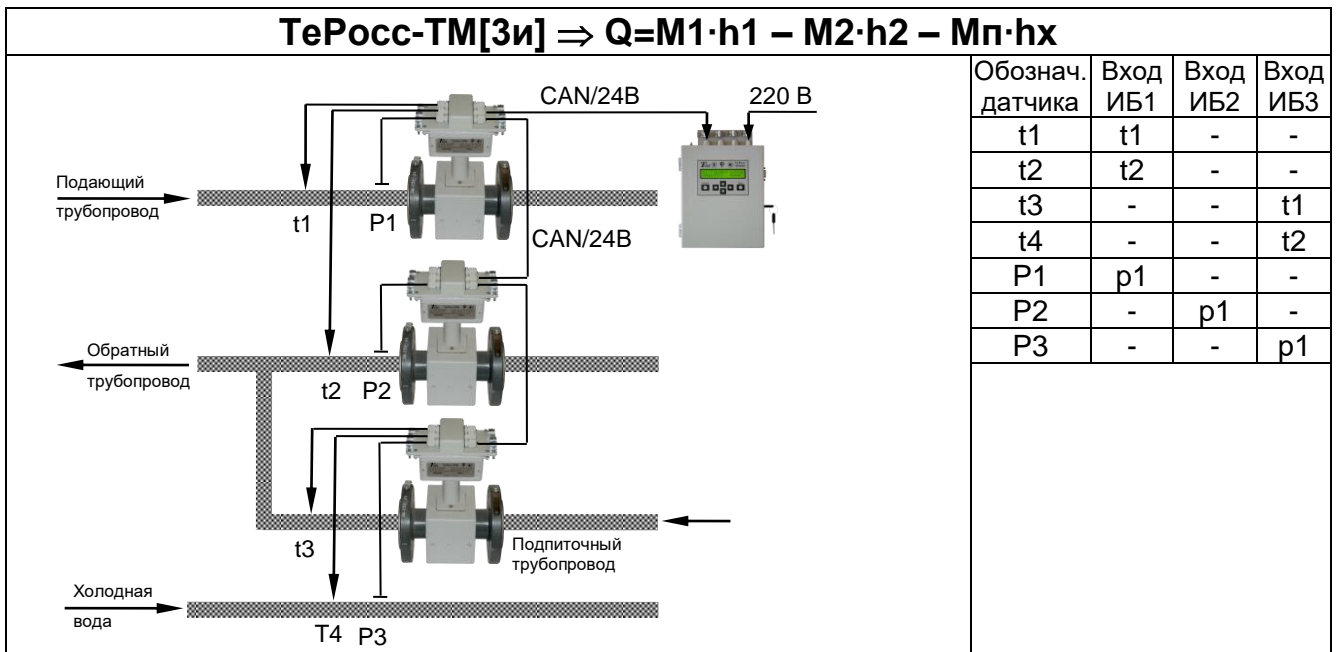 ТеРосс-ТМ[3и] ⇒ Q=M1·h1 – M2·h2 – Mп·hx
Обознач. датчика | Вход ИБ1 | Вход ИБ2 | Вход ИБ3
t1 | t1 | - | -
t2 | t2 | - | -
t3 | - | - | t1
t4 | - | - | t2
P1 | p1 | - | -
P2 | - | p1 | -
P3 | - | - | p1
CAN/24В
220 В
Подающий
трубопровод
t1
P1
CAN/24В
Обратный
трубопровод
t2
P2
t3
Подпиточный
трубопровод
Холодная
вода
T4
P3